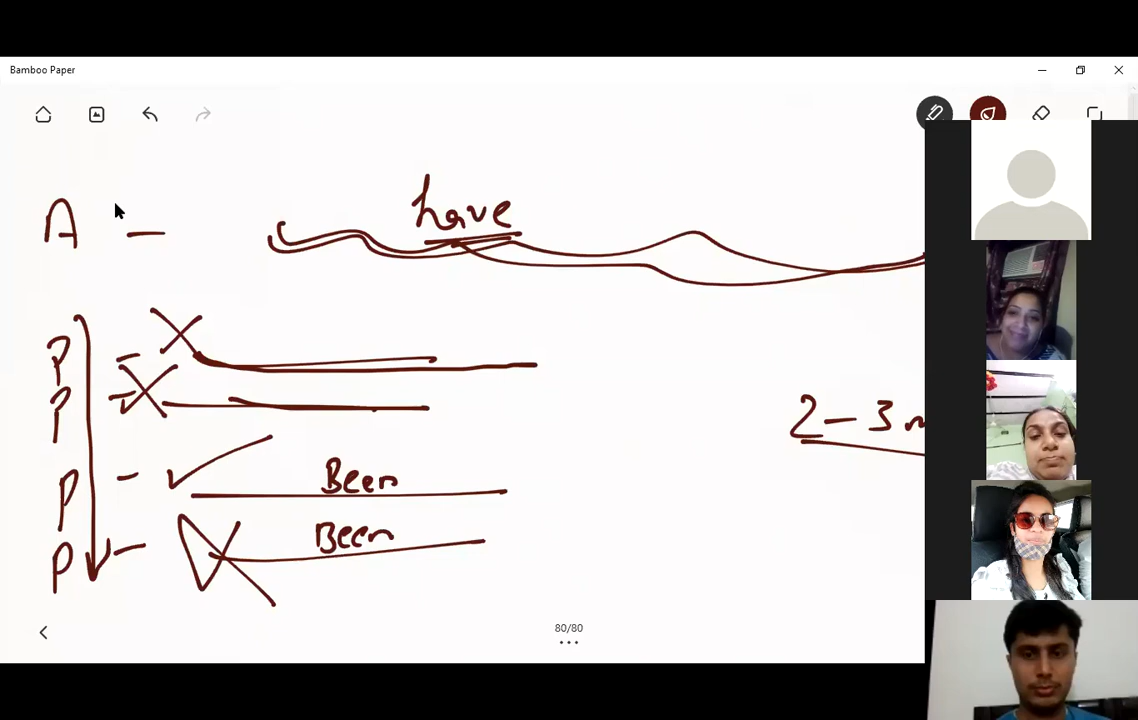 Bamboo Paper
A - have
P -
P -
P - Been
P - Been
2-3
80/80